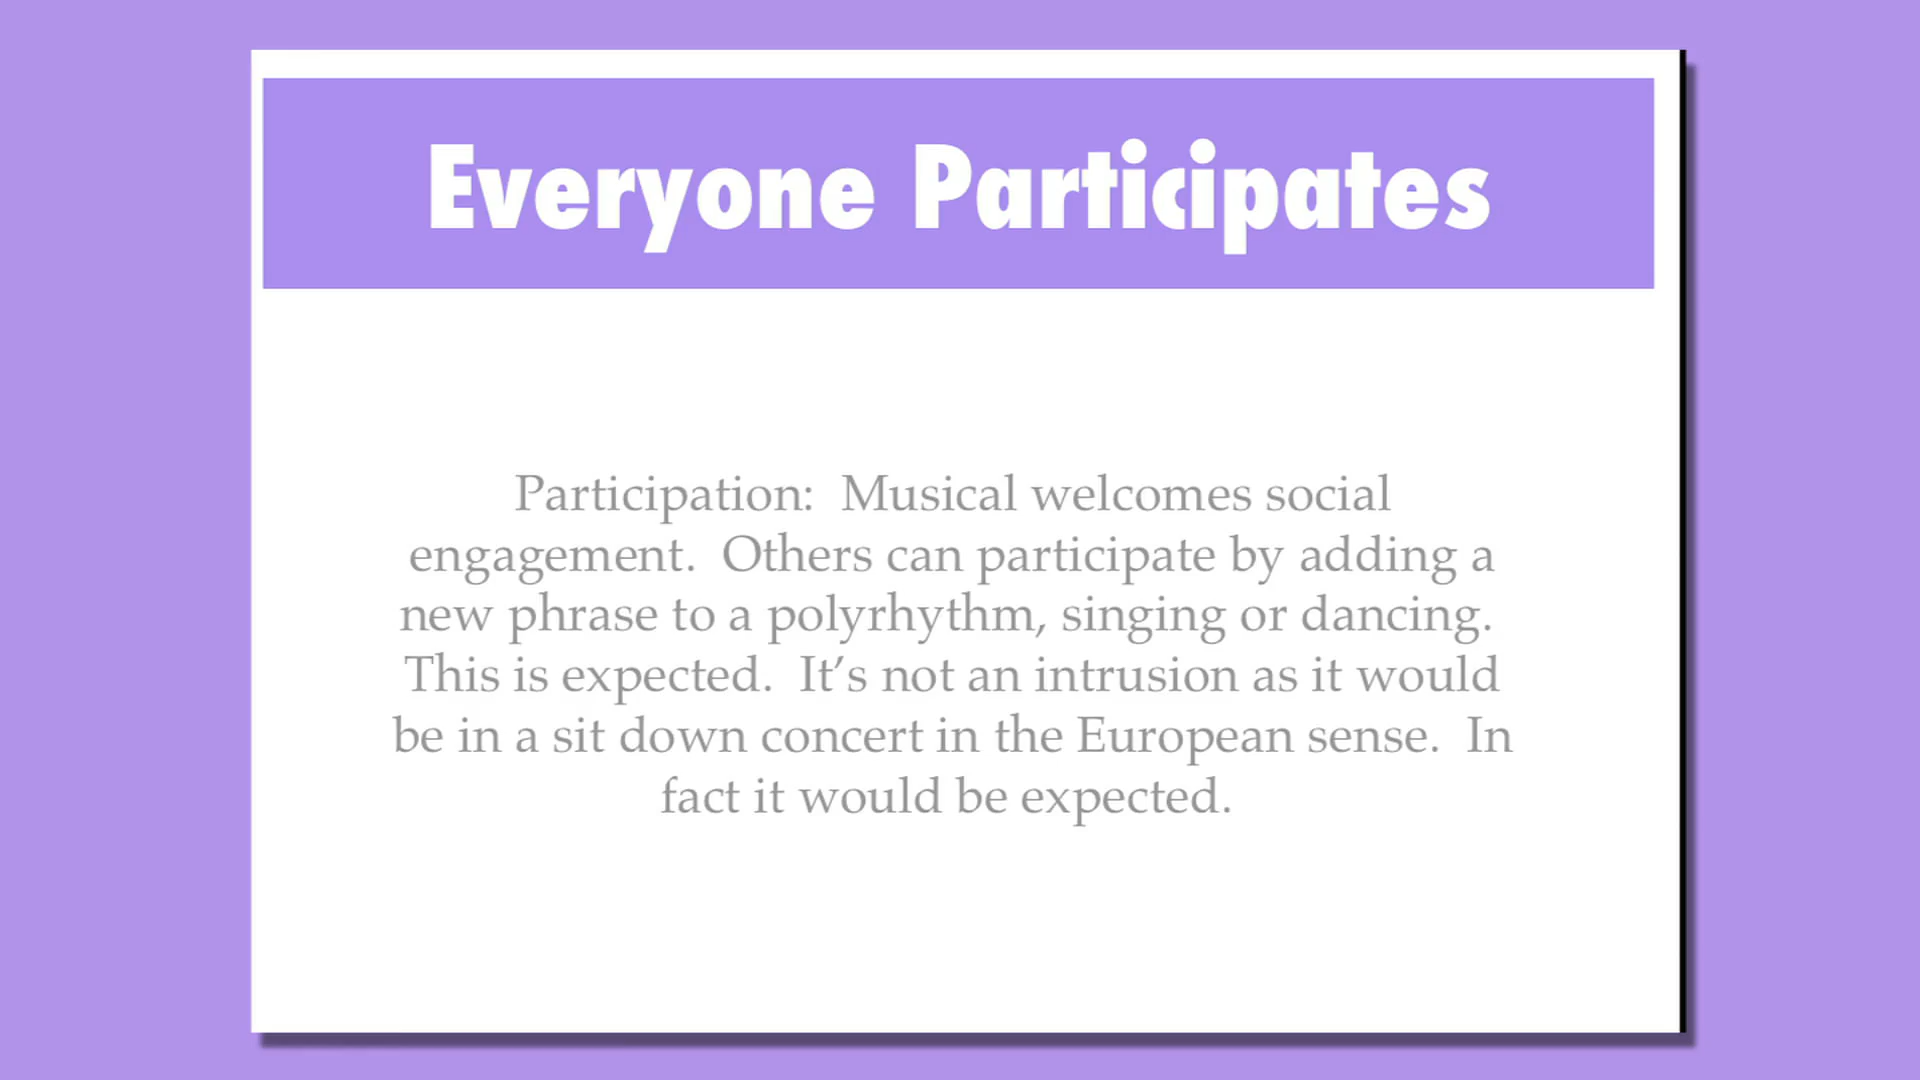 Everyone Participates
Participation:  Musical welcomes social
engagement.  Others can participate by adding a
new phrase to a polyrhythm, singing or dancing.
This is expected.  It’s not an intrusion as it would
be in a sit down concert in the European sense.  In
fact it would be expected.